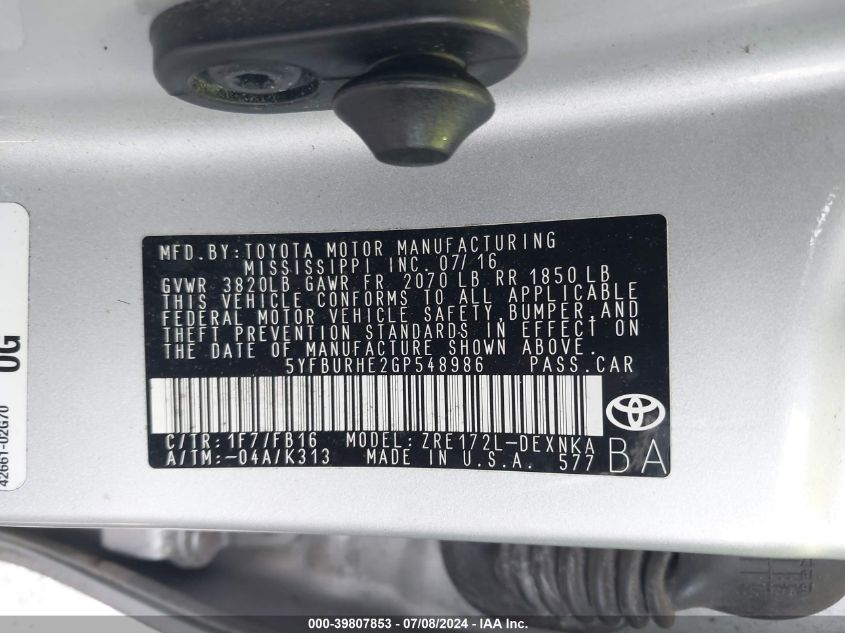 MFD. BY: TOYOTA MOTOR MANUFACTURING
MISSISSIPPI INC. 07/16
GVWR 3820LB GAWR FR 2070 LB RR 1850 LB
THIS VEHICLE CONFORMS TO ALL APPLICABLE
FEDERAL MOTOR VEHICLE SAFETY, BUMPER, AND
THEFT PREVENTION STANDARDS IN EFFECT ON
THE DATE OF MANUFACTURE SHOWN ABOVE.
5YFBURHE2GP548986 PASS. CAR
C/TR: 1F7/FB16 MODEL: ZRE172L-DEXNKA
A/TM: -04A/K313 MADE IN U.S.A. 577
BA
42661-02G70
0G
000-39807853 / 07/08/2024 / IAA Inc.